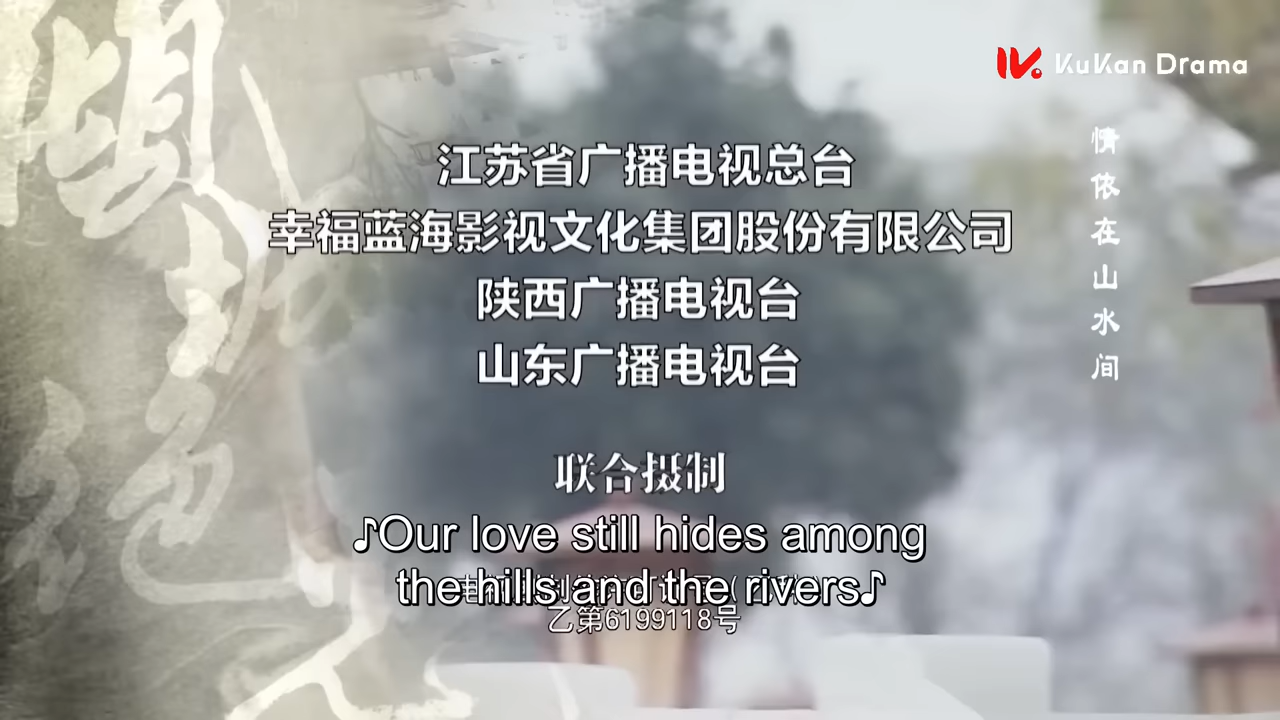 KuKan Drama
情依在山水间
江苏省广播电视总台
幸福蓝海影视文化集团股份有限公司
陕西广播电视台
山东广播电视台
联合摄制
♪Our love still hides among
the hills and the rivers♪
乙第6199118号